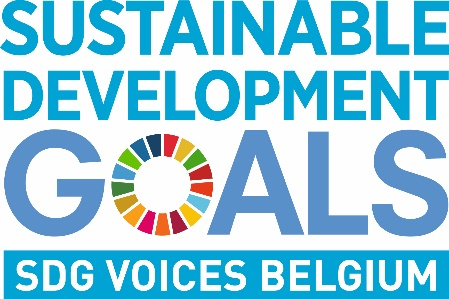 SUSTAINABLE
DEVELOPMENT
GOALS
SDG VOICES BELGIUM